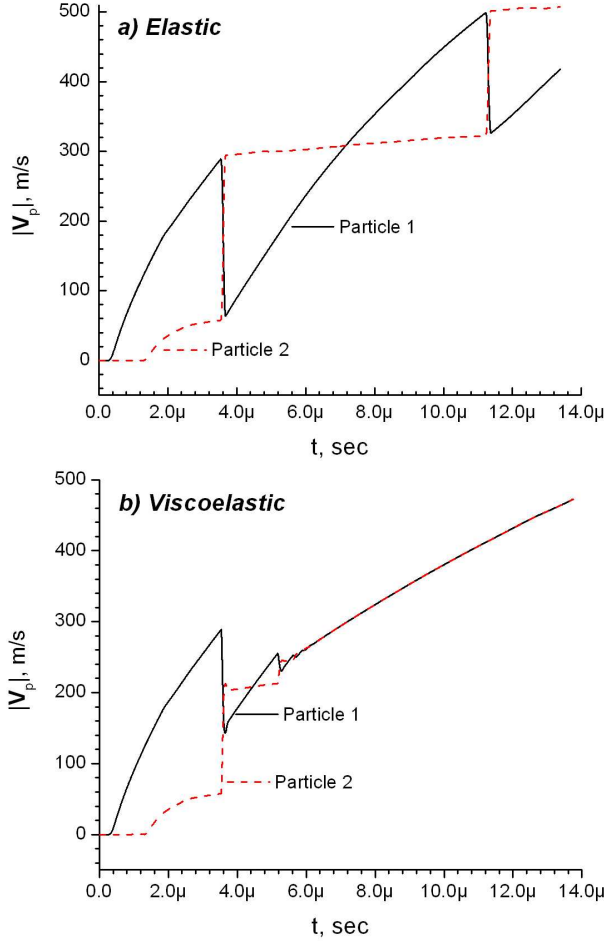 a) Elastic
500
400
300
200
100
0
|Vp|, m/s
Particle 1
Particle 2
0.0 2.0μ 4.0μ 6.0μ 8.0μ 10.0μ 12.0μ 14.0μ
t, sec
b) Viscoelastic
500
400
300
200
100
0
|Vp|, m/s
Particle 1
Particle 2
0.0 2.0μ 4.0μ 6.0μ 8.0μ 10.0μ 12.0μ 14.0μ
t, sec